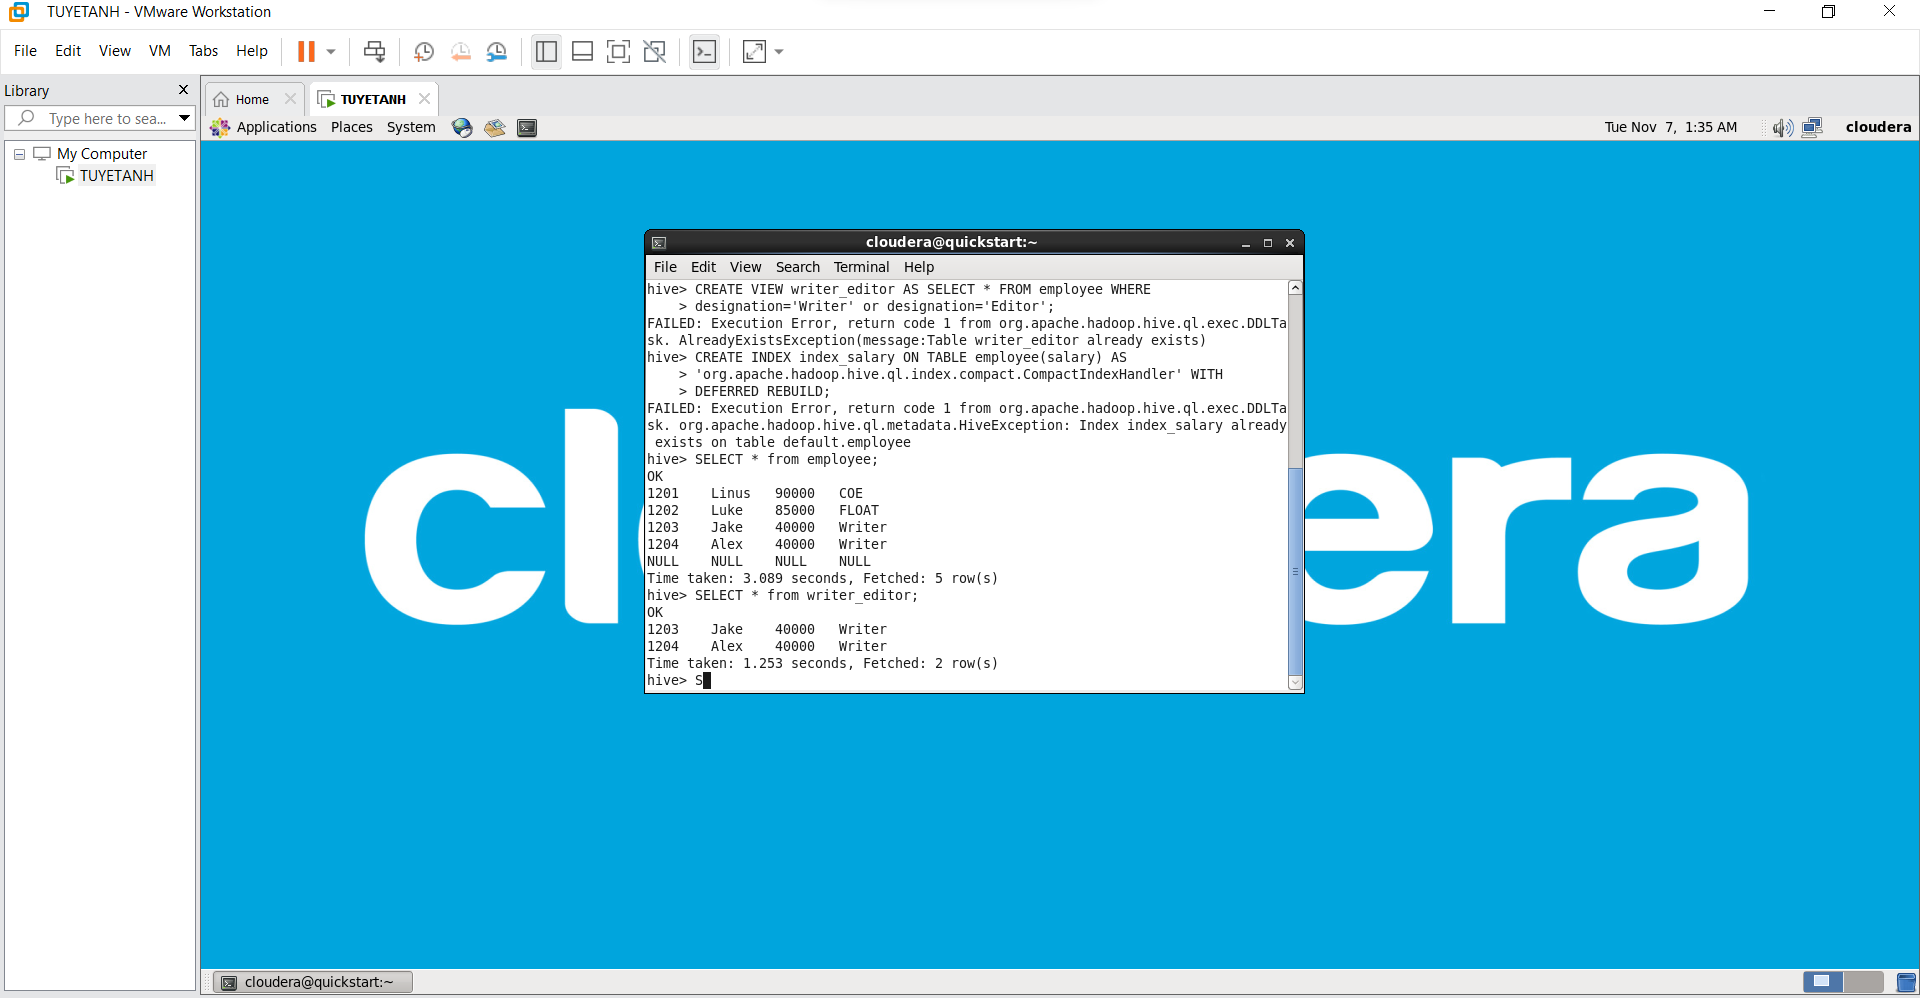 TUYETANH - VMware Workstation
File Edit View VM Tabs Help
Library
Type here to sea...
My Computer
TUYETANH
Home
TUYETANH
Applications Places System
Tue Nov 7, 1:35 AM
cloudera
cloudera@quickstart:~
File Edit View Search Terminal Help
hive> CREATE VIEW writer_editor AS SELECT * FROM employee WHERE
> designation='Writer' or designation='Editor';
FAILED: Execution Error, return code 1 from org.apache.hadoop.hive.ql.exec.DDLTa
sk. AlreadyExistsException(message:Table writer_editor already exists)
hive> CREATE INDEX index_salary ON TABLE employee(salary) AS
> 'org.apache.hadoop.hive.ql.index.compact.CompactIndexHandler' WITH
> DEFERRED REBUILD;
FAILED: Execution Error, return code 1 from org.apache.hadoop.hive.ql.exec.DDLTa
sk. org.apache.hadoop.hive.ql.metadata.HiveException: Index index_salary already
exists on table default.employee
hive> SELECT * from employee;
OK
1201 Linus 90000 COE
1202 Luke 85000 FLOAT
1203 Jake 40000 Writer
1204 Alex 40000 Writer
NULL NULL NULL NULL
Time taken: 3.089 seconds, Fetched: 5 row(s)
hive> SELECT * from writer_editor;
OK
1203 Jake 40000 Writer
1204 Alex 40000 Writer
Time taken: 1.253 seconds, Fetched: 2 row(s)
hive> S
cl era
cloudera@quickstart:~